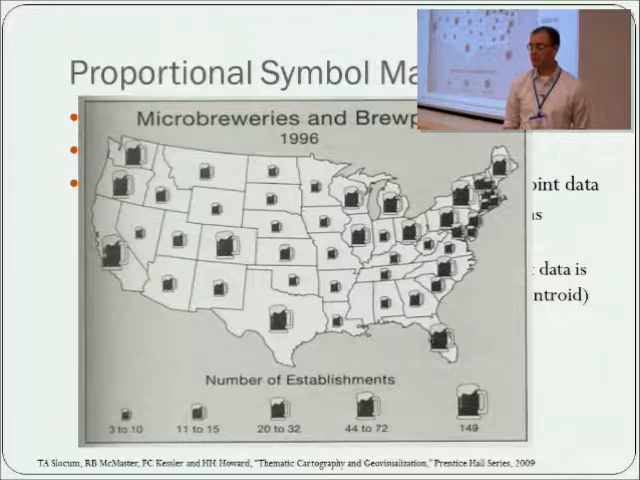 Proportional Symbol Ma
Microbreweries and Brewp
1996
oint data
as
t data is
ntroid)
Number of Establishments
3 to 10
11 to 15
20 to 32
44 to 72
149
TA Slocum, RB McMaster, FC Kessler and HH Howard, "Thematic Cartography and Geovisualization," Prentice Hall Series, 2009